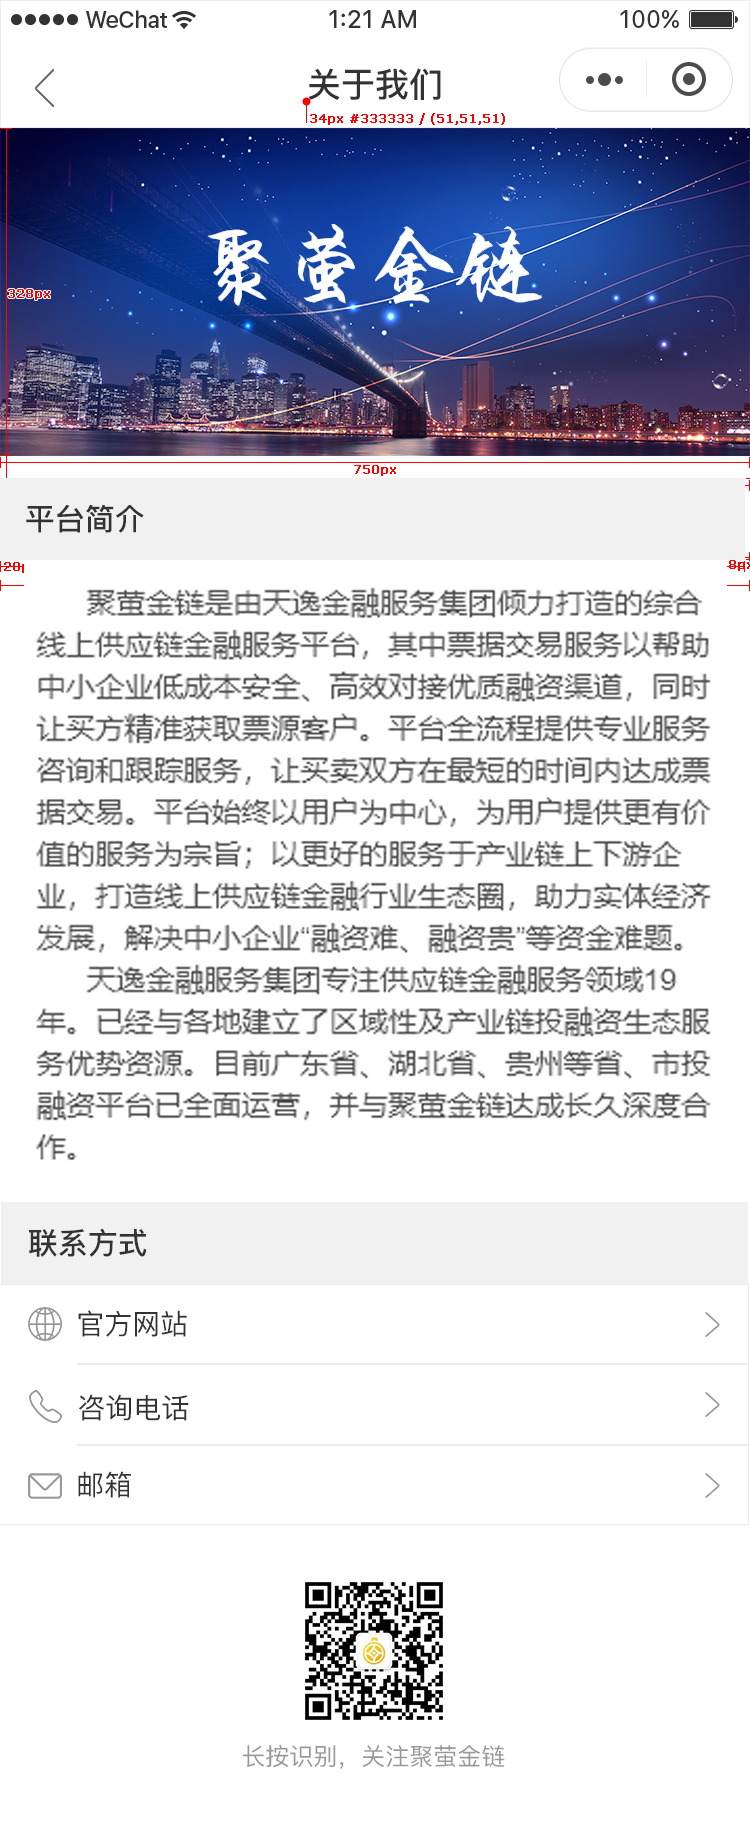 WeChat 1:21 AM 100%
关于我们
34px #333333 / (51,51,51)
聚萤金链
328px
750px
平台简介
聚萤金链是由天逸金融服务集团倾力打造的综合
线上供应链金融服务平台，其中票据交易服务以帮助
中小企业低成本安全、高效对接优质融资渠道，同时
让买方精准获取票源客户。平台全流程提供专业服务
咨询和跟踪服务，让买卖双方在最短的时间内达成票
据交易。平台始终以用户为中心，为用户提供更有价
值的服务为宗旨；以更好的服务于产业链上下游企
业，打造线上供应链金融行业生态圈，助力实体经济
发展，解决中小企业“融资难、融资贵”等资金难题。
天逸金融服务集团专注供应链金融服务领域19
年。已经与各地建立了区域性及产业链投融资生态服
务优势资源。目前广东省、湖北省、贵州等省、市投
融资平台已全面运营，并与聚萤金链达成长久深度合
作。
联系方式
官方网站
咨询电话
邮箱
长按识别，关注聚萤金链